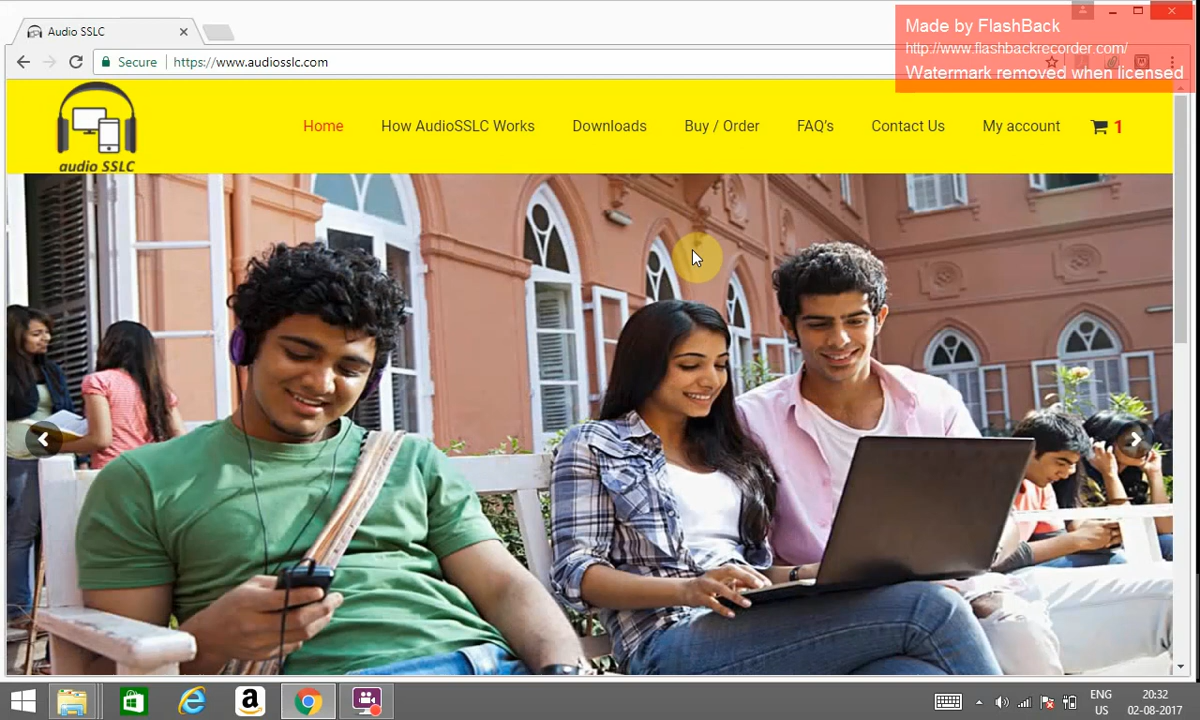 Audio SSLC
Made by FlashBack
http://www.flashbackrecorder.com/
Watermark removed when licensed
Secure
https://www.audiosslc.com
audio SSLC
Home
How AudioSSLC Works
Downloads
Buy / Order
FAQ's
Contact Us
My account
1
ENG
US
20:32
02-08-2017